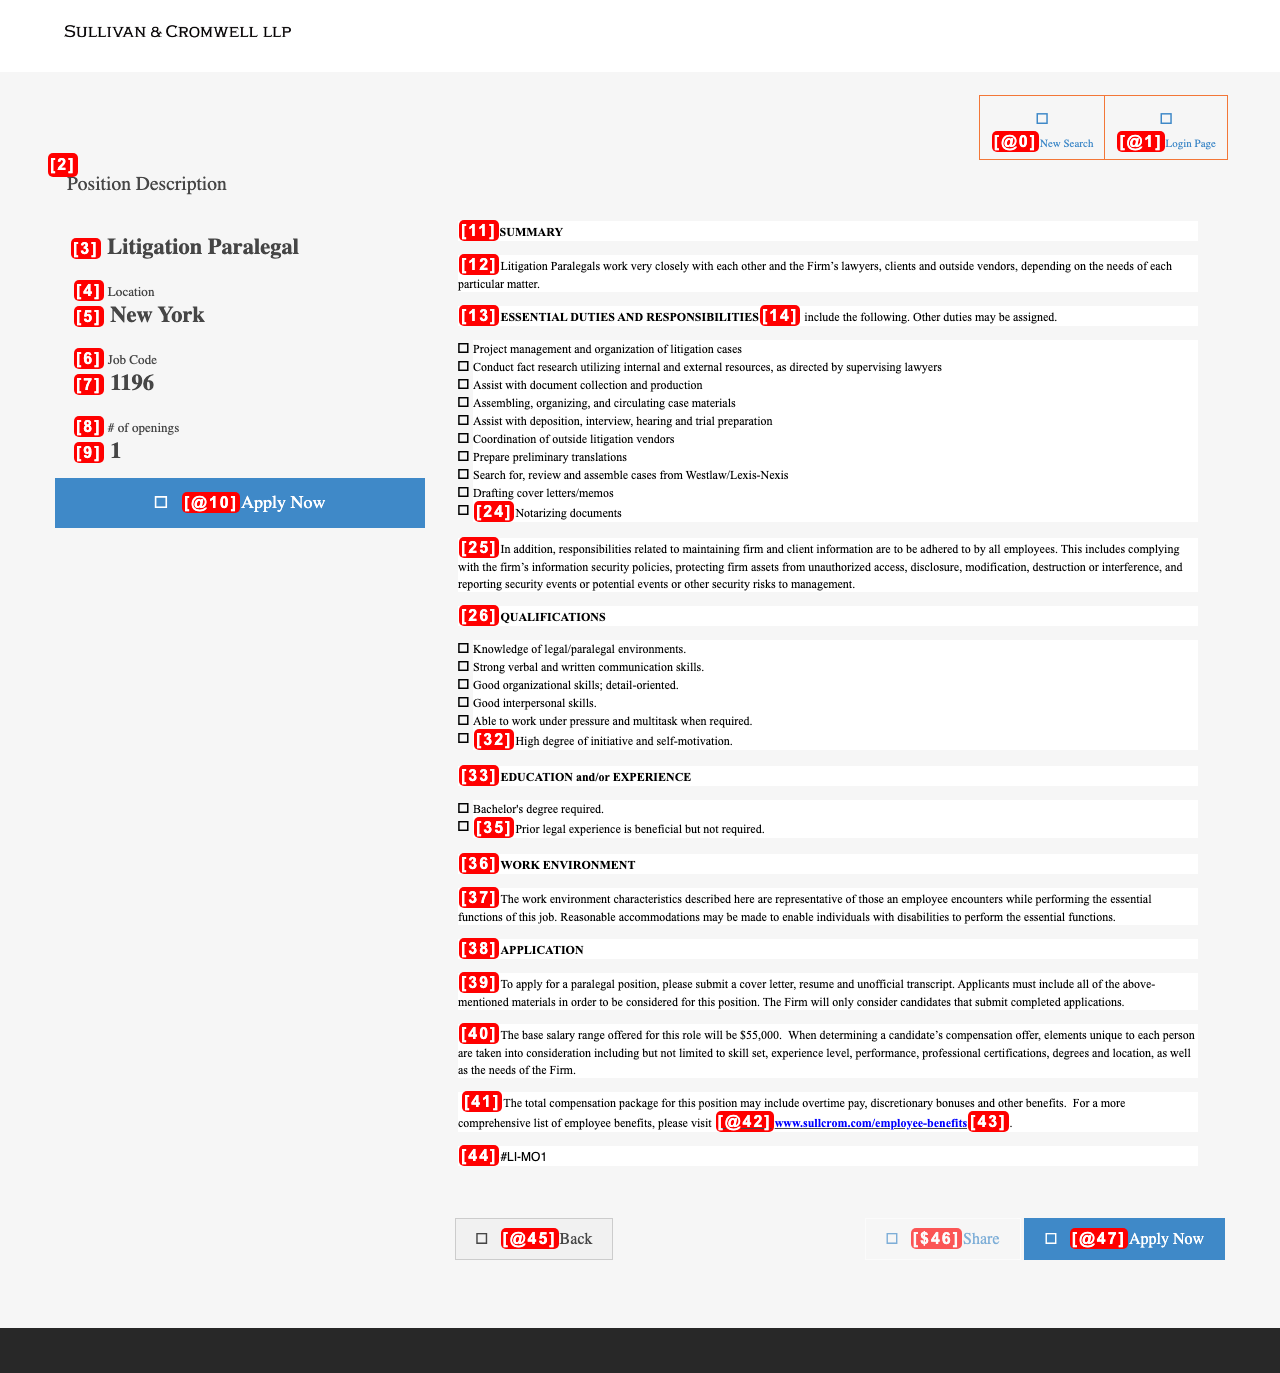 SULLIVAN & CROMWELL LLP
[@0] New Search
[@1] Login Page
[2]
Position Description
[3] Litigation Paralegal
[4] Location
[5] New York
[6] Job Code
[7] 1196
[8] # of openings
[9] 1
[@10] Apply Now
[11] SUMMARY
[12] Litigation Paralegals work very closely with each other and the Firm’s lawyers, clients and outside vendors, depending on the needs of each
particular matter.
[13] ESSENTIAL DUTIES AND RESPONSIBILITIES [14] include the following. Other duties may be assigned.
Project management and organization of litigation cases
Conduct fact research utilizing internal and external resources, as directed by supervising lawyers
Assist with document collection and production
Assembling, organizing, and circulating case materials
Assist with deposition, interview, hearing and trial preparation
Coordination of outside litigation vendors
Prepare preliminary translations
Search for, review and assemble cases from Westlaw/Lexis-Nexis
Drafting cover letters/memos
[24] Notarizing documents
[25] In addition, responsibilities related to maintaining firm and client information are to be adhered to by all employees. This includes complying
with the firm’s information security policies, protecting firm assets from unauthorized access, disclosure, modification, destruction or interference, and
reporting security events or potential events or other security risks to management.
[26] QUALIFICATIONS
Knowledge of legal/paralegal environments.
Strong verbal and written communication skills.
Good organizational skills; detail-oriented.
Good interpersonal skills.
Able to work under pressure and multitask when required.
[32] High degree of initiative and self-motivation.
[33] EDUCATION and/or EXPERIENCE
Bachelor's degree required.
[35] Prior legal experience is beneficial but not required.
[36] WORK ENVIRONMENT
[37] The work environment characteristics described here are representative of those an employee encounters while performing the essential
functions of this job. Reasonable accommodations may be made to enable individuals with disabilities to perform the essential functions.
[38] APPLICATION
[39] To apply for a paralegal position, please submit a cover letter, resume and unofficial transcript. Applicants must include all of the above-
mentioned materials in order to be considered for this position. The Firm will only consider candidates that submit completed applications.
[40] The base salary range offered for this role will be $55,000. When determining a candidate’s compensation offer, elements unique to each person
are taken into consideration including but not limited to skill set, experience level, performance, professional certifications, degrees and location, as well
as the needs of the Firm.
[41] The total compensation package for this position may include overtime pay, discretionary bonuses and other benefits. For a more
comprehensive list of employee benefits, please visit [@42] www.sullcrom.com/employee-benefits [43].
[44] #LI-MO1
[@45] Back
[$46] Share
[@47] Apply Now